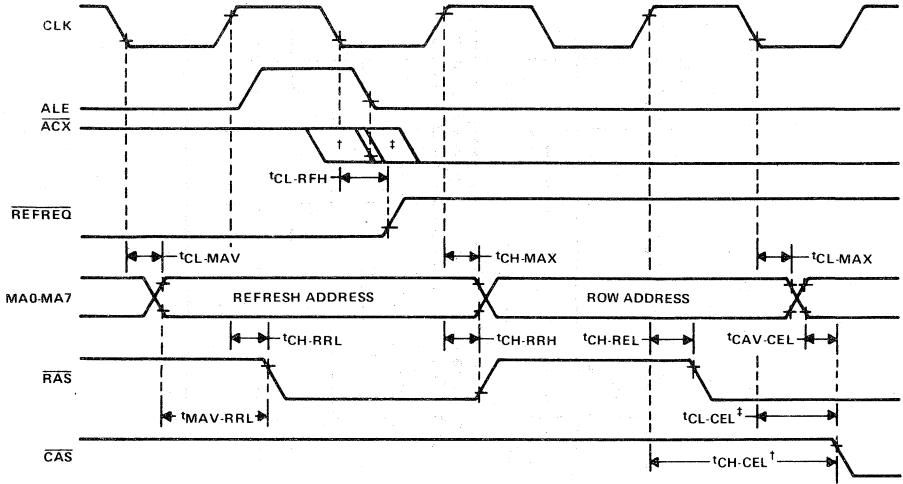 CLK
ALE
ACX
† ‡
tCL-RFH
REFREQ
tCL-MAV tCH-MAX tCL-MAX
MA0-MA7 REFRESH ADDRESS ROW ADDRESS
tCH-RRL tCH-RRH tCH-REL tCAV-CEL
RAS
tMAV-RRL tCL-CEL‡
CAS
tCH-CEL†